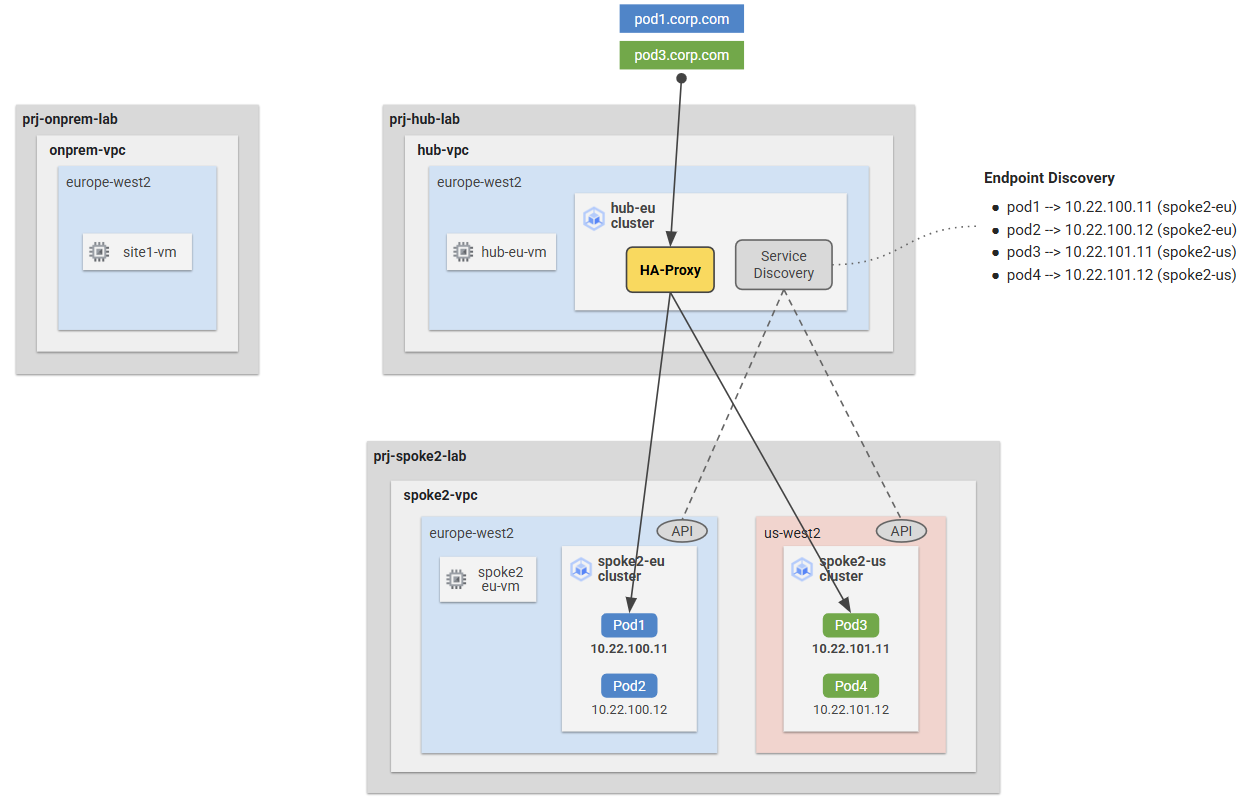 pod1.corp.com
pod3.corp.com
prj-onprem-lab
onprem-vpc
europe-west2
site1-vm
prj-hub-lab
hub-vpc
europe-west2
hub-eu-vm
hub-eu
cluster
HA-Proxy
Service
Discovery
Endpoint Discovery
pod1 --> 10.22.100.11 (spoke2-eu)
pod2 --> 10.22.100.12 (spoke2-eu)
pod3 --> 10.22.101.11 (spoke2-us)
pod4 --> 10.22.101.12 (spoke2-us)
prj-spoke2-lab
spoke2-vpc
europe-west2
API
spoke2
eu-vm
spoke2-eu
cluster
Pod1
10.22.100.11
Pod2
10.22.100.12
us-west2
API
spoke2-us
cluster
Pod3
10.22.101.11
Pod4
10.22.101.12